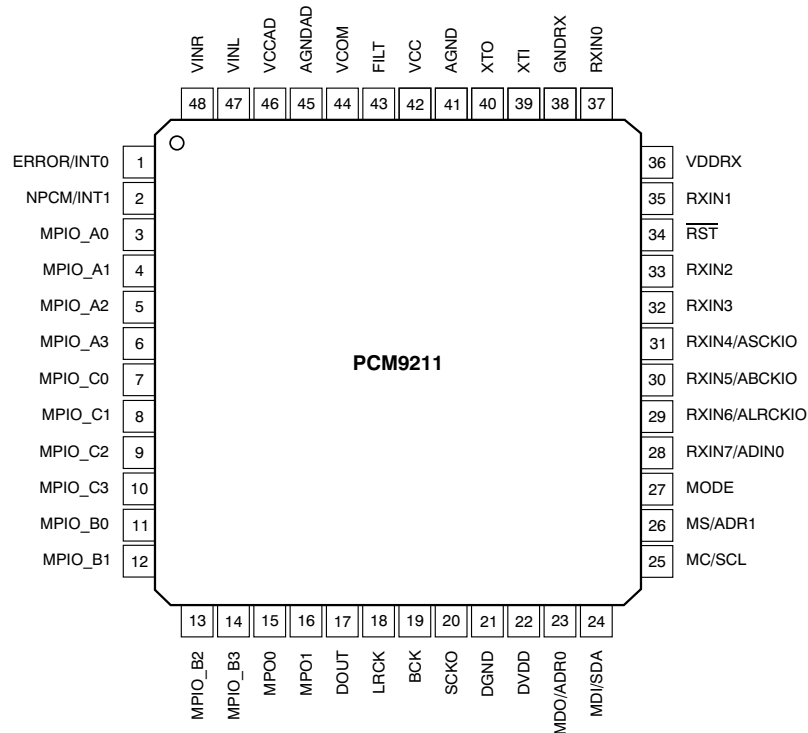 VINR
VINL
VCCAD
AGNDAD
VCOM
FILT
VCC
AGND
XTO
XTI
GNDRX
RXIN0
48 47 46 45 44 43 42 41 40 39 38 37
ERROR/INT0 1
NPCM/INT1 2
MPIO_A0 3
MPIO_A1 4
MPIO_A2 5
MPIO_A3 6
MPIO_C0 7
MPIO_C1 8
MPIO_C2 9
MPIO_C3 10
MPIO_B0 11
MPIO_B1 12
PCM9211
36 VDDRX
35 RXIN1
34 RST
33 RXIN2
32 RXIN3
31 RXIN4/ASCKIO
30 RXIN5/ABCKIO
29 RXIN6/ALRCKIO
28 RXIN7/ADIN0
27 MODE
26 MS/ADR1
25 MC/SCL
13 14 15 16 17 18 19 20 21 22 23 24
MPIO_B2
MPIO_B3
MPO0
MPO1
DOUT
LRCK
BCK
SCKO
DGND
DVDD
MDO/ADR0
MDI/SDA